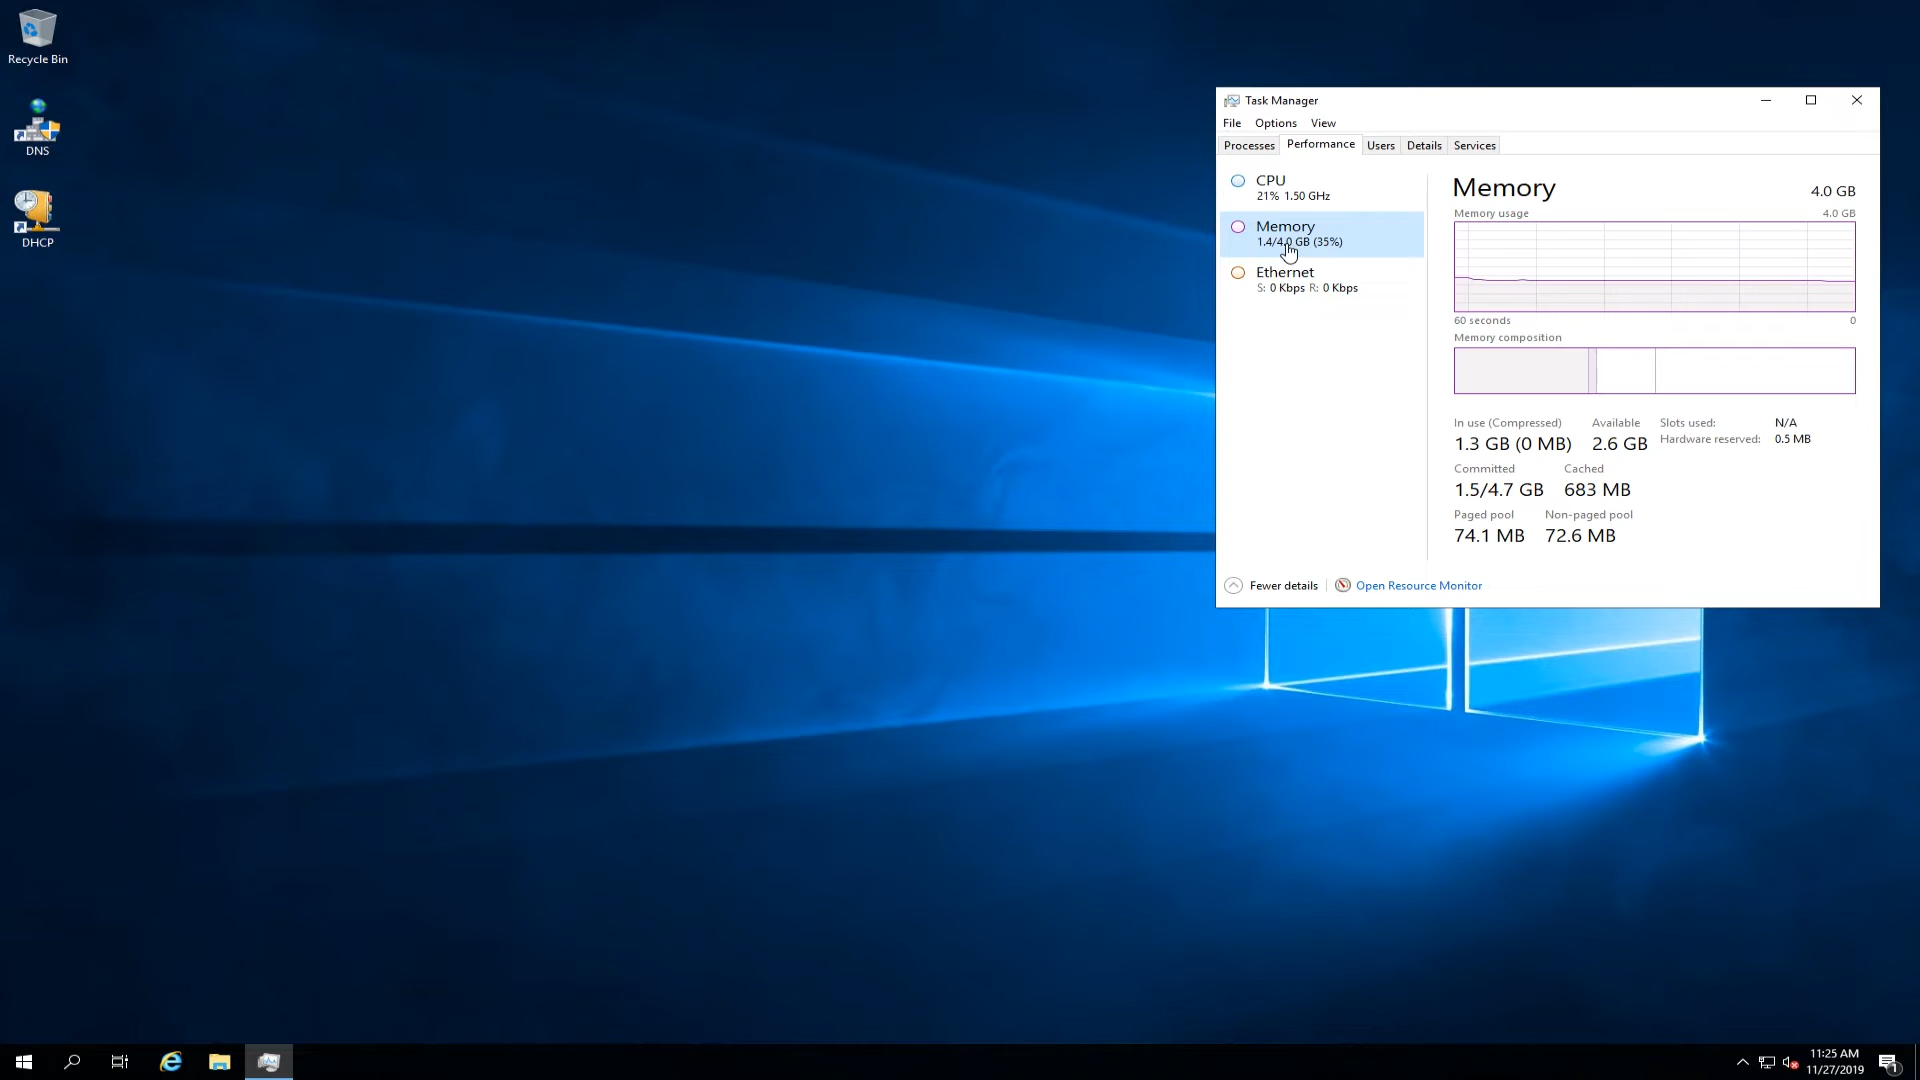 Recycle Bin
DNS
DHCP
Task Manager
File Options View
Processes Performance Users Details Services
CPU
21% 1.50 GHz
Memory
1.4/4.0 GB (35%)
Ethernet
S: 0 Kbps R: 0 Kbps
Memory 4.0 GB
Memory usage 4.0 GB
60 seconds 0
Memory composition
In use (Compressed) Available Slots used: N/A
1.3 GB (0 MB) 2.6 GB Hardware reserved: 0.5 MB
Committed Cached
1.5/4.7 GB 683 MB
Paged pool Non-paged pool
74.1 MB 72.6 MB
Fewer details Open Resource Monitor
11:25 AM
11/27/2019
1